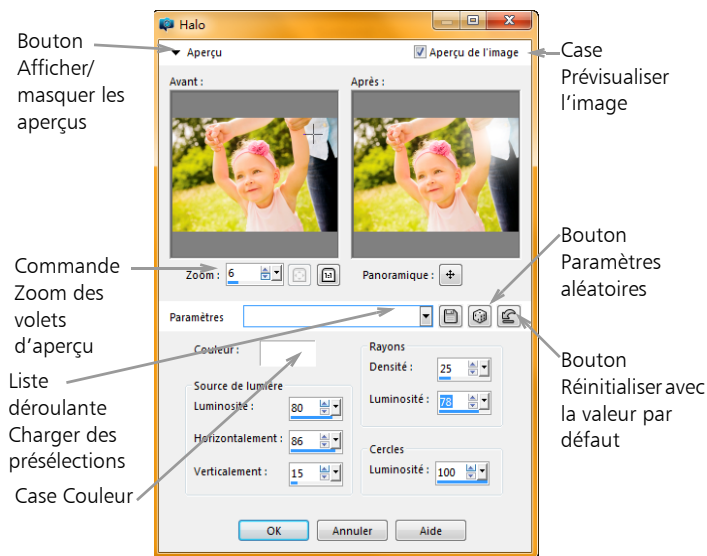 Halo
Bouton
Afficher/
masquer les
aperçus
Aperçu
Aperçu de l'image
Case
Prévisualiser
l'image
Avant :
Après :
Commande
Zoom des
volets
d'aperçu
Zoom :
6
1:1
Panoramique :
Bouton
Paramètres
aléatoires
Paramètres
Couleur :
Source de lumière
Luminosité :
80
Horizontalement :
86
Verticalement :
15
Rayons
Densité :
25
Luminosité :
78
Cercles
Luminosité :
100
Bouton
Réinitialiser avec
la valeur par
défaut
Liste
déroulante
Charger des
présélections
Case Couleur
OK
Annuler
Aide